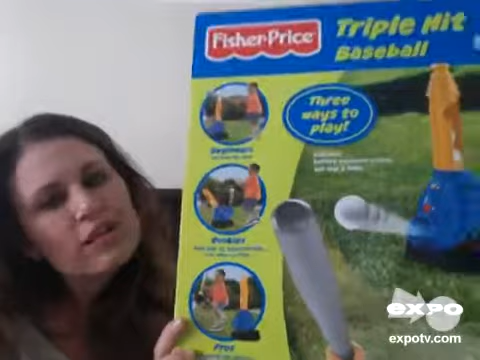 Fisher-Price
Triple Hit
Baseball
Three
ways to
play!
Beginners
Rookies
Pros
expo
expotv.com